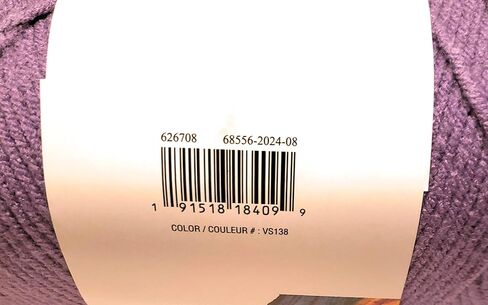 626708 68556-2024-08
1 91518 18409 9
COLOR / COULEUR # : VS138